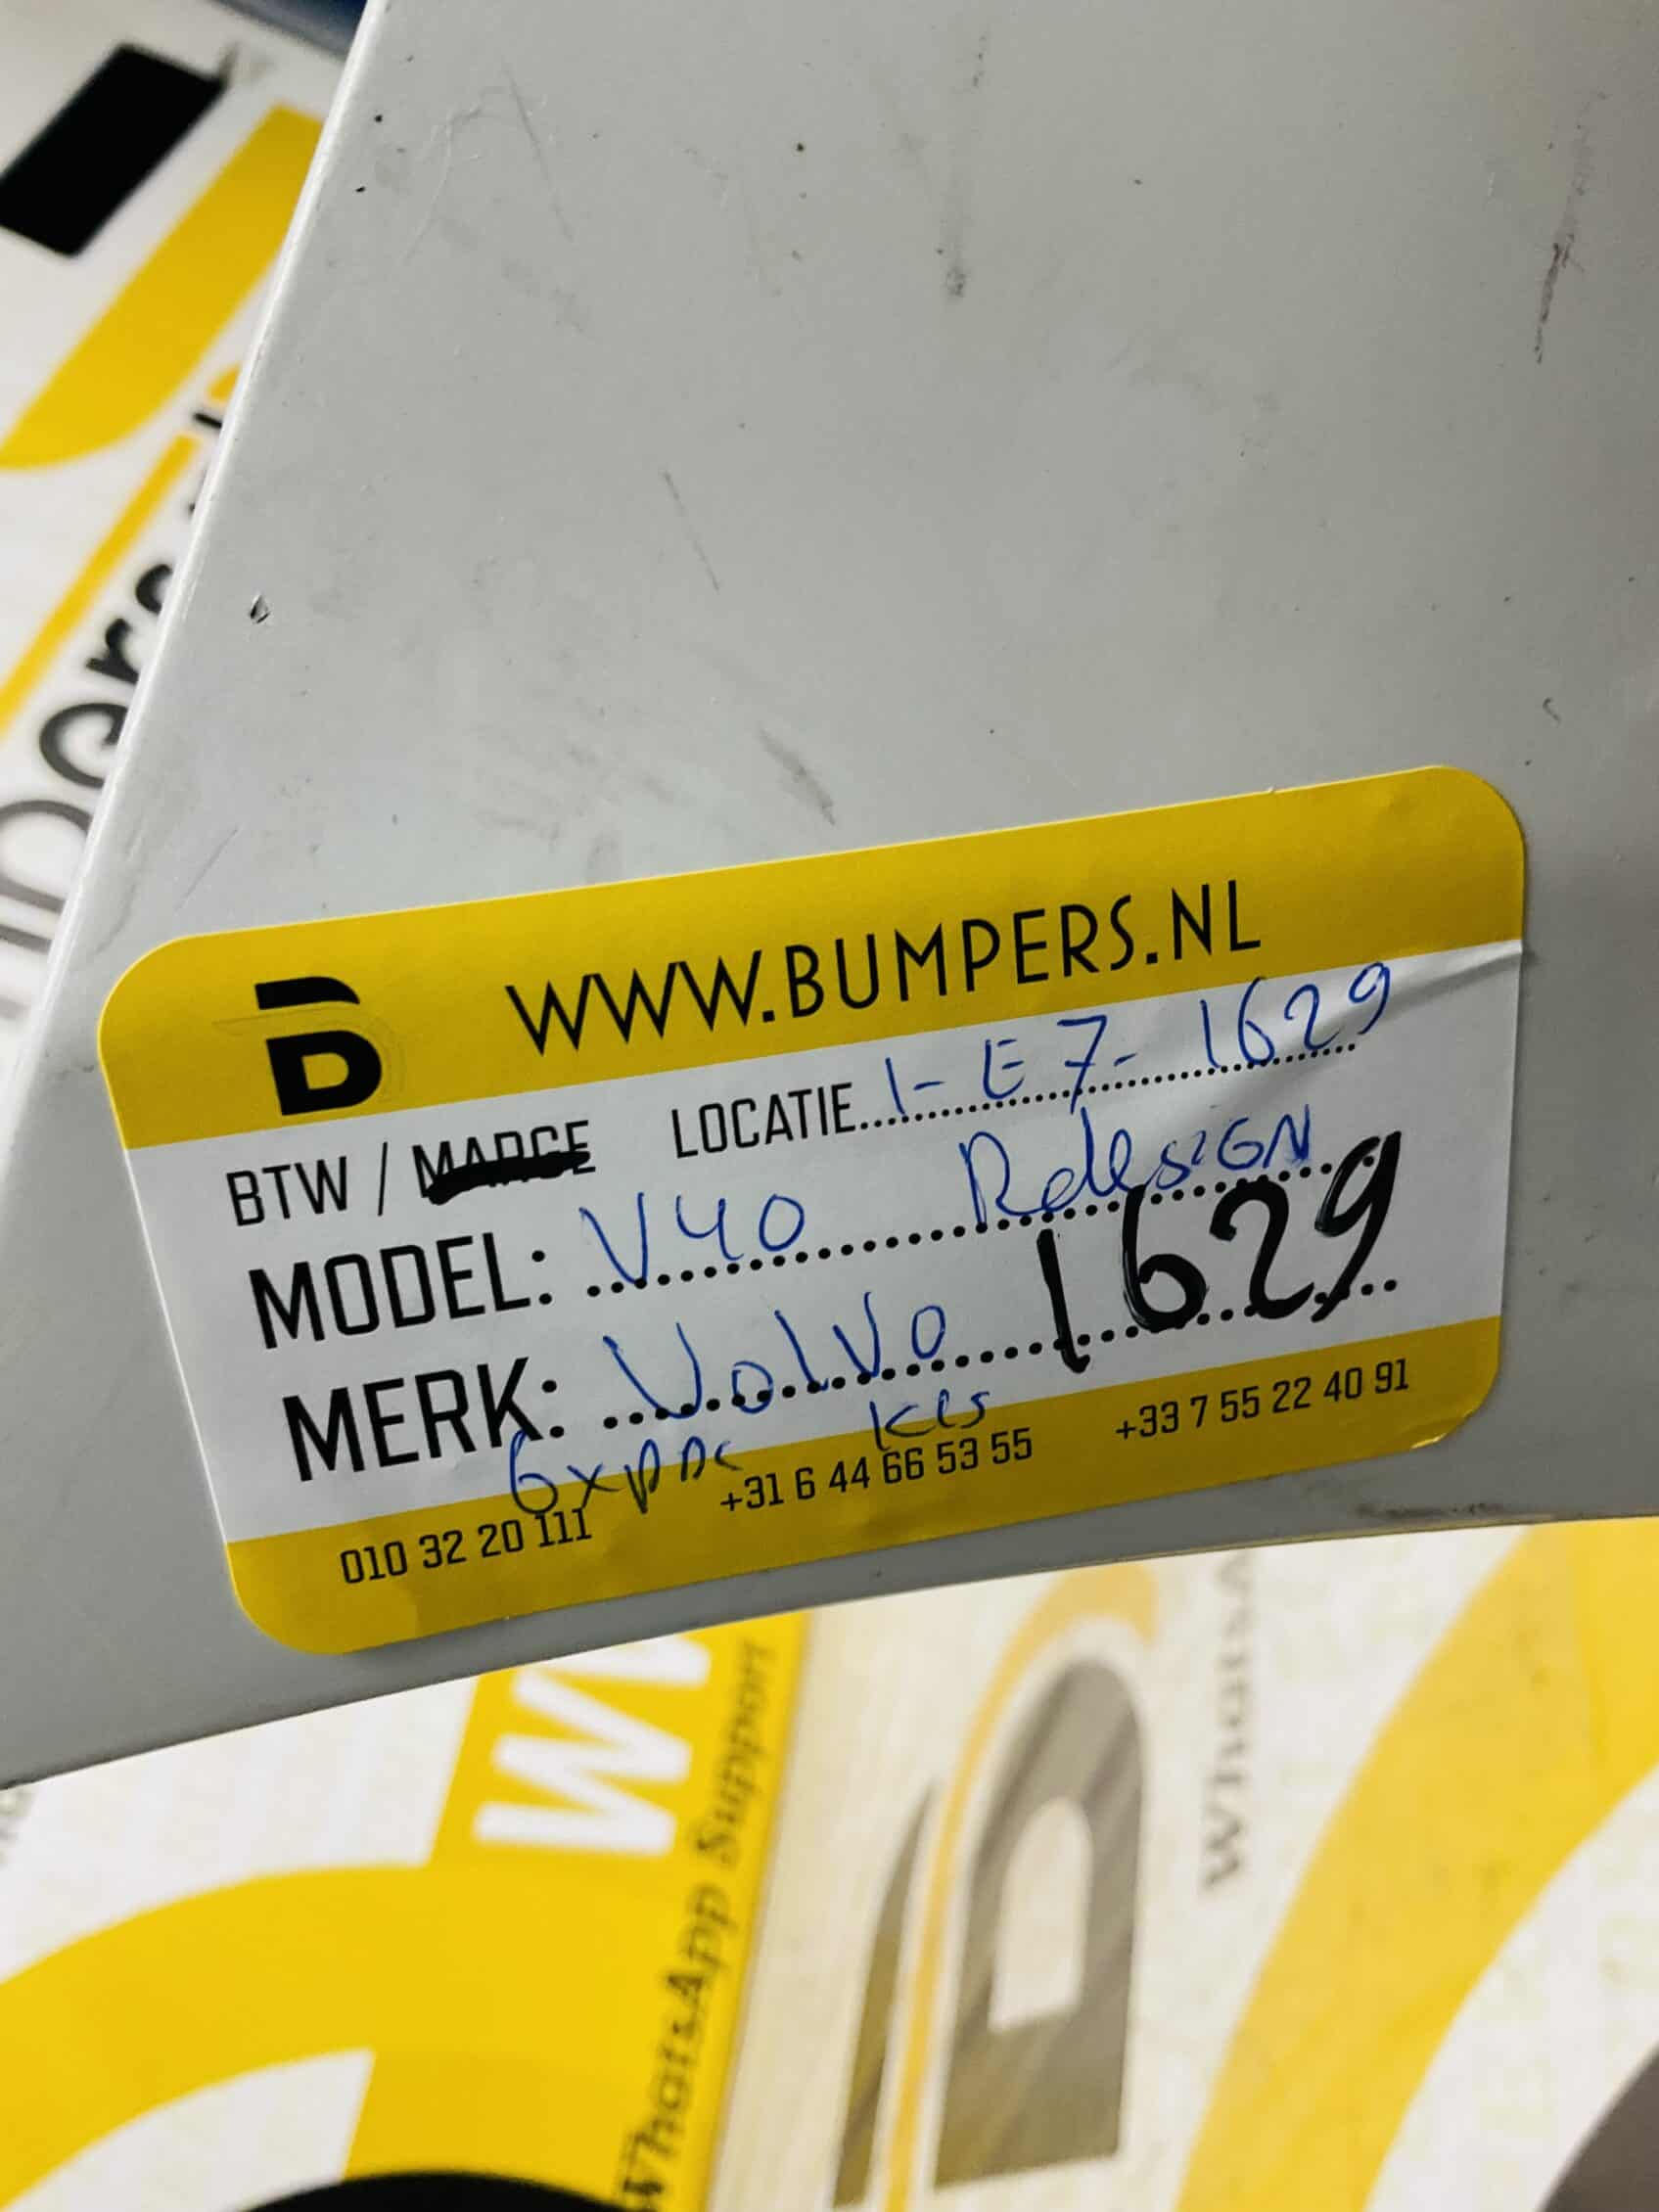 WWW.BUMPERS.NL
BTW / MARGE LOCATIE 1-E7-1629
MODEL: V40 RdesiGN
MERK: Volvo 1629
6xpdc kls
010 32 20 111 +31 6 44 66 53 55 +33 7 55 22 40 91
WhatsApp Support